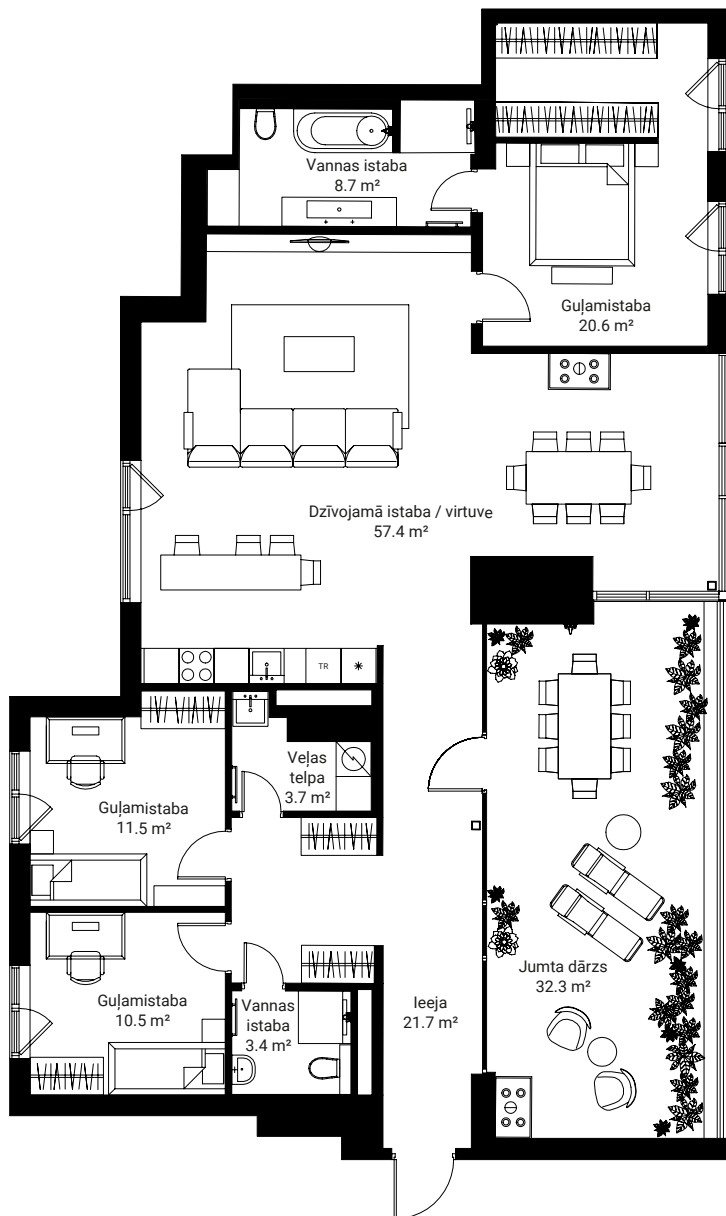 Vannas istaba
8.7 m²
Guļamistaba
20.6 m²
Dzīvojamā istaba / virtuve
57.4 m²
TR
Veļas
telpa
3.7 m²
Guļamistaba
11.5 m²
Guļamistaba
10.5 m²
Vannas
istaba
3.4 m²
Ieeja
21.7 m²
Jumta dārzs
32.3 m²